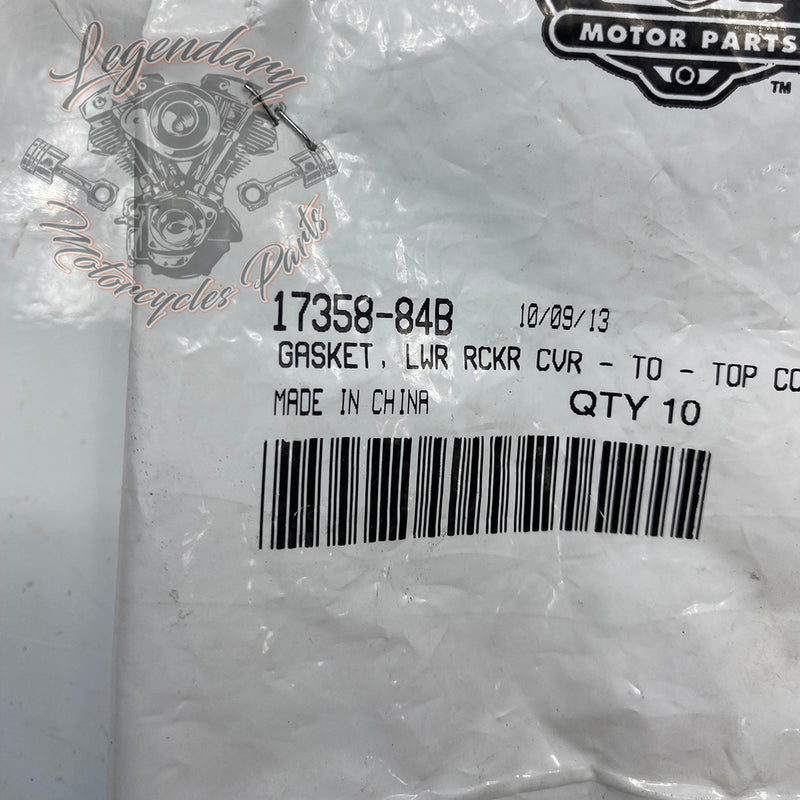 MOTOR PARTS
™
Legendary
Motorcycles Parts
17358-84B 10/09/13
GASKET, LWR RCKR CVR - TO - TOP CO
MADE IN CHINA QTY 10